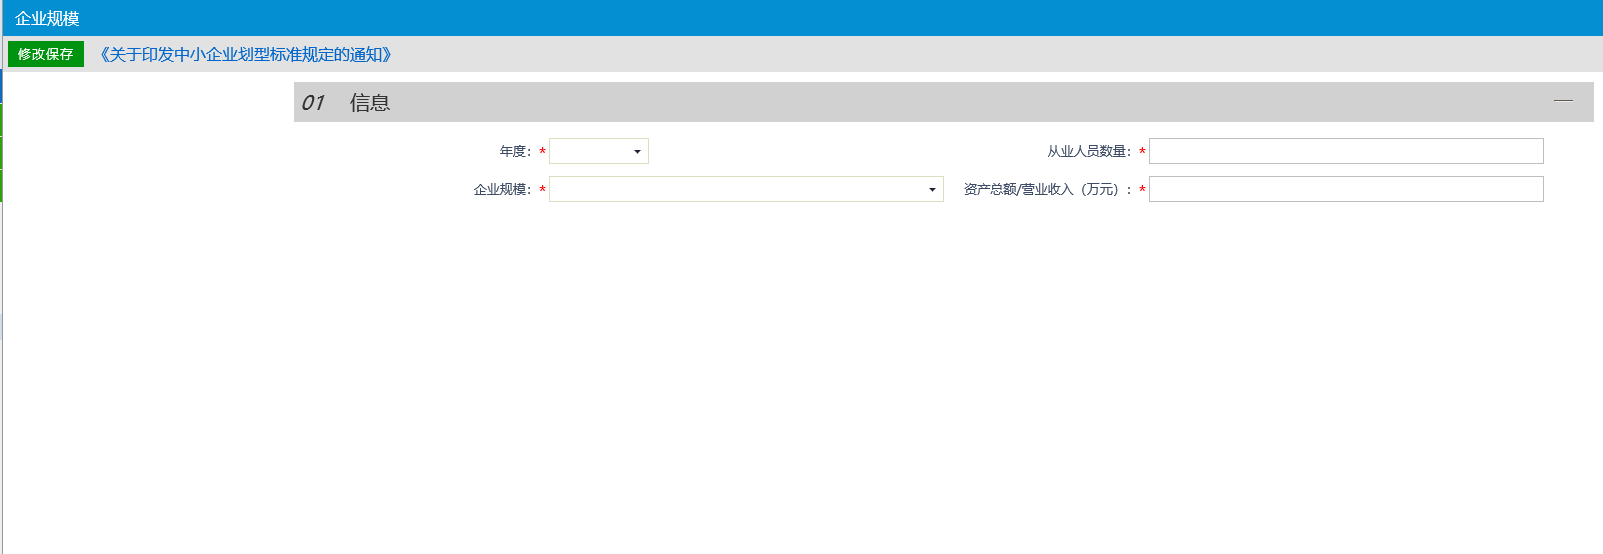 企业规模
修改保存 《关于印发中小企业划型标准规定的通知》
01 信息
年度：* 从业人员数量：*
企业规模：* 资产总额/营业收入（万元）：*